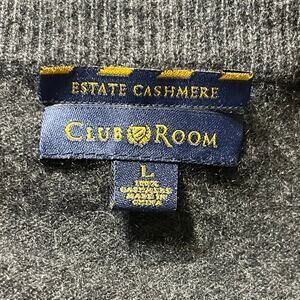 ESTATE CASHMERE
CLUB ROOM
L
100%
CASHMERE
MADE IN
CHINA